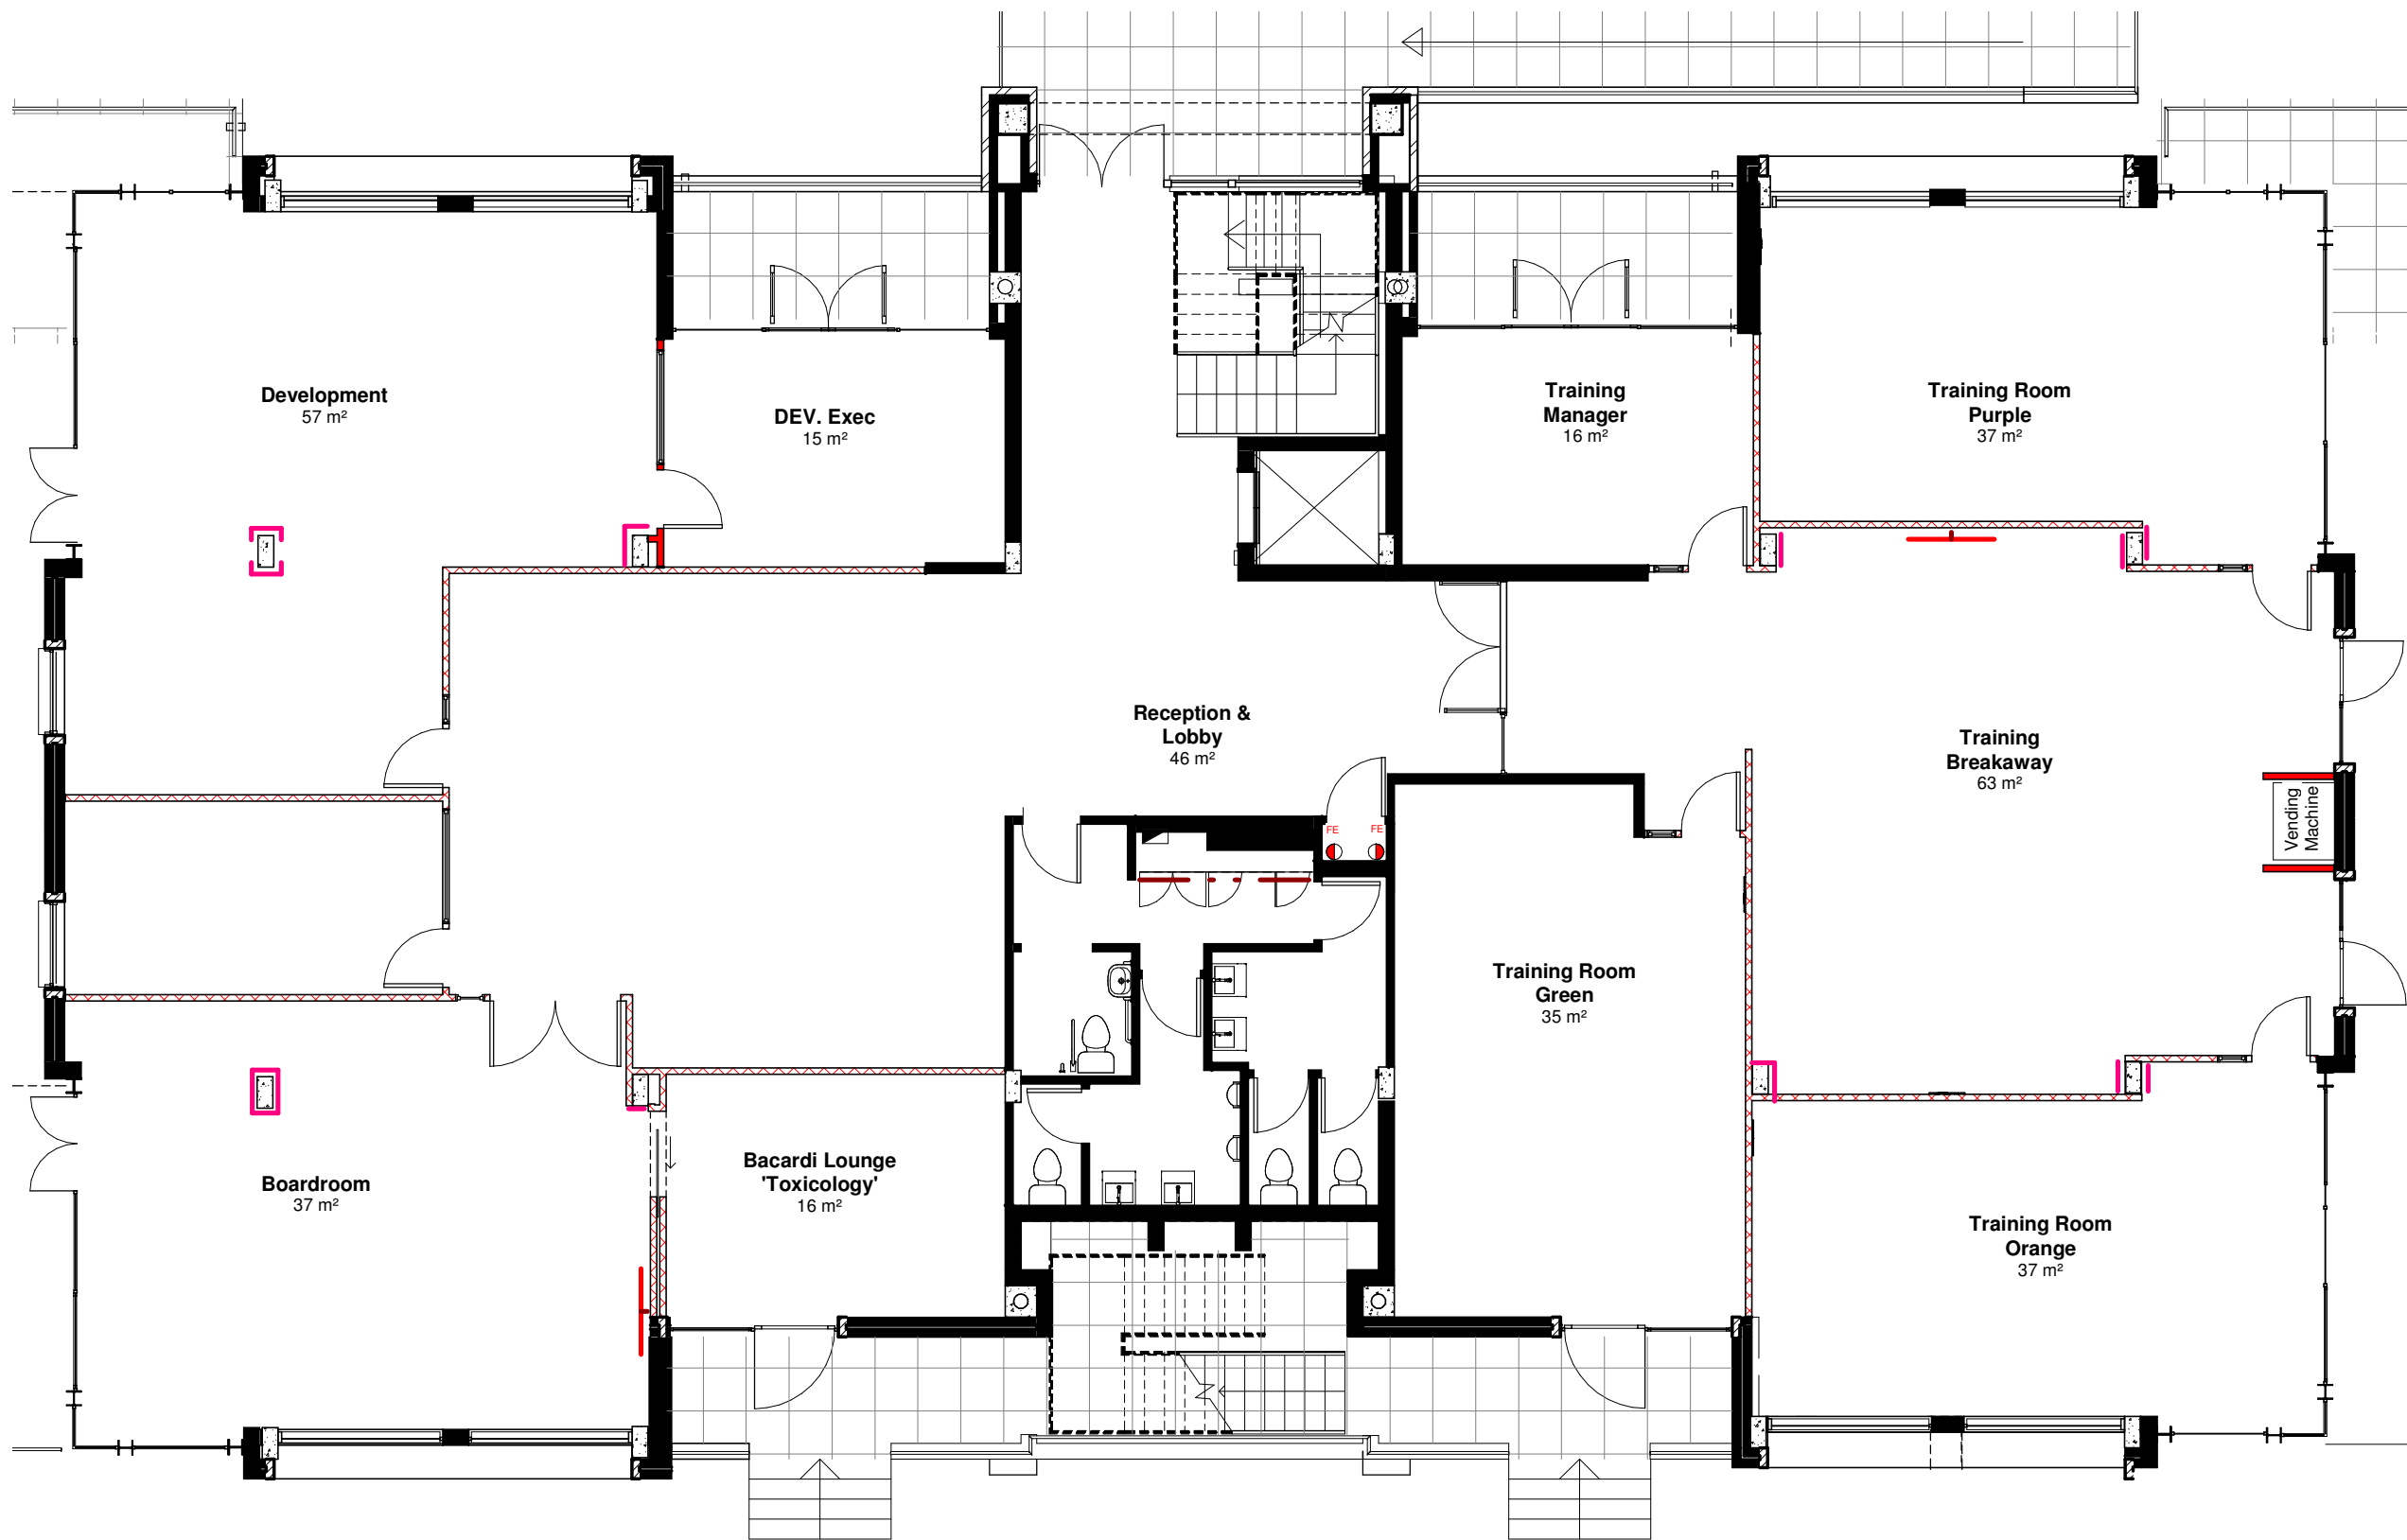 Development
57 m²
DEV. Exec
15 m²
Training
Manager
16 m²
Training Room
Purple
37 m²
Reception &
Lobby
46 m²
Training
Breakaway
63 m²
Vending
Machine
FE FE
Training Room
Green
35 m²
Boardroom
37 m²
Bacardi Lounge
'Toxicology'
16 m²
Training Room
Orange
37 m²